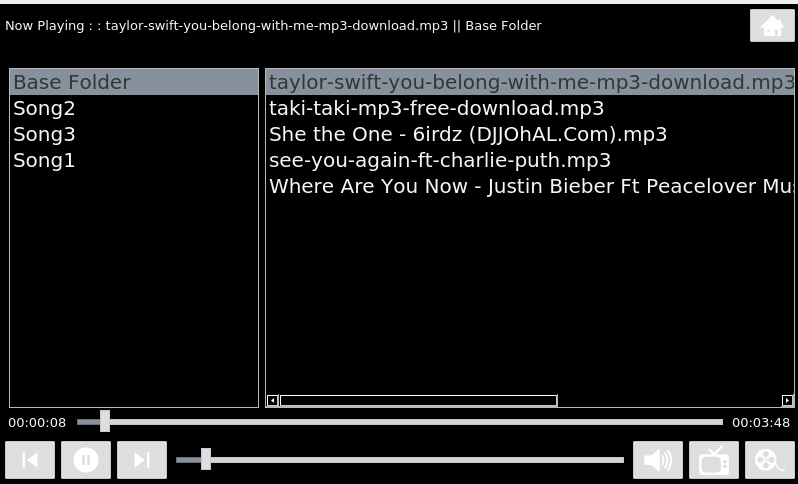 Now Playing : : taylor-swift-you-belong-with-me-mp3-download.mp3 || Base Folder
Base Folder
Song2
Song3
Song1
taylor-swift-you-belong-with-me-mp3-download.mp3
taki-taki-mp3-free-download.mp3
She the One - 6irdz (DJJOhAL.Com).mp3
see-you-again-ft-charlie-puth.mp3
Where Are You Now - Justin Bieber Ft Peacelover Mu
00:00:08
00:03:48